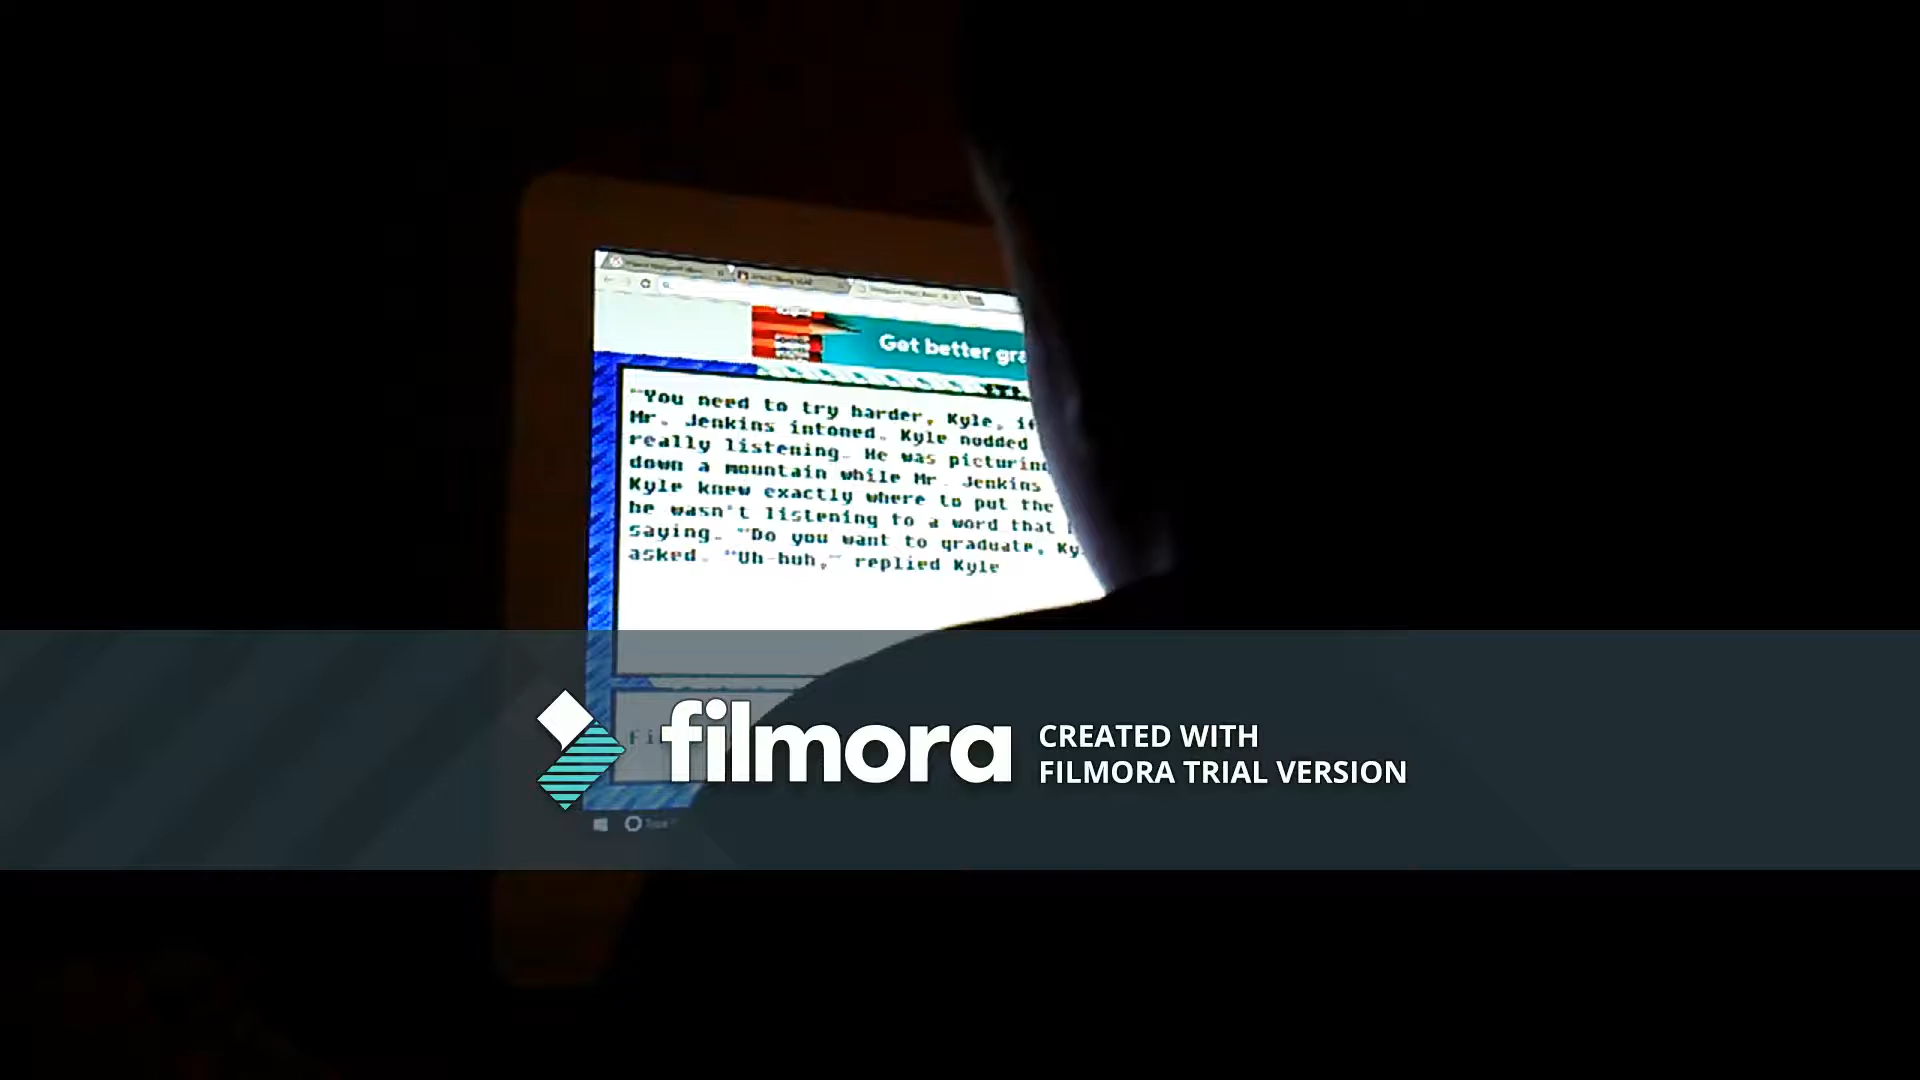 Get better gra
"You need to try harder, Kyle, if
Mr. Jenkins intoned. Kyle nodded
really listening. He was picturing
down a mountain while Mr. Jenkins
Kyle knew exactly where to put the
he wasn't listening to a word that
saying. "Do you want to graduate, Ky
asked. "Uh-huh," replied Kyle
Fi
filmora
CREATED WITH
FILMORA TRIAL VERSION